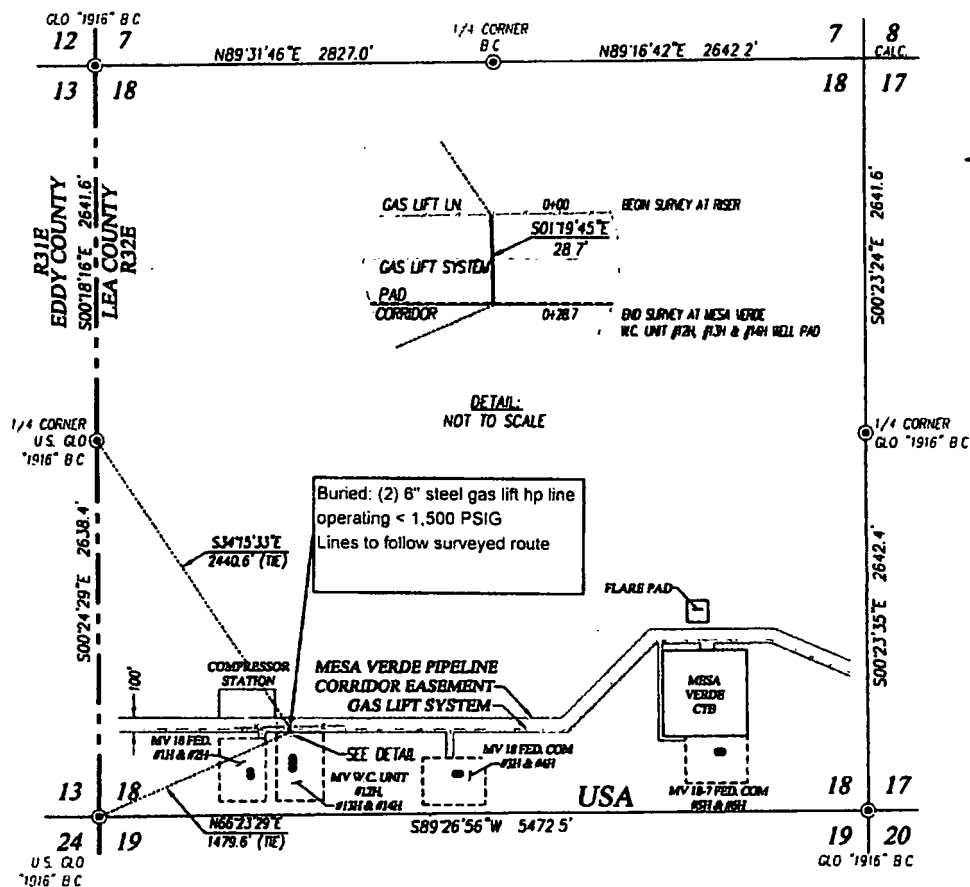 GLO "1916" B C
12 7
1/4 CORNER
B C
7 8
CALC.
N89°31'46"E 2827.0'
N89°16'42"E 2642.2'
13 18
18 17
R31E
EDDY COUNTY
S00°18'16"E 2641.6'
LEA COUNTY
R32E
S00°23'24"E 2641.6'
GAS LIFT LN.
0+00
BEGIN SURVEY AT RISER
S01°19'45"E
28.7'
GAS LIFT SYSTEM
PAD
CORRIDOR
0+28.7
END SURVEY AT MESA VERDE
W.C. UNIT #12H, #13H & #14H WELL PAD
DETAIL:
NOT TO SCALE
1/4 CORNER
U.S. GLO
"1916" B C
1/4 CORNER
GLO "1916" B C
Buried: (2) 6" steel gas lift hp line
operating < 1,500 PSIG
Lines to follow surveyed route
S34°15'33"E
2440.6' (TIE)
S00°24'29"E 2638.4'
S00°23'35"E 2642.4'
FLARE PAD
COMPRESSOR
STATION
MESA VERDE PIPELINE
CORRIDOR EASEMENT
GAS LIFT SYSTEM
MESA
VERDE
CTB
100'
MV 18 FED.
#1H & #2H
SEE DETAIL
MV W.C. UNIT
#12H,
#13H & #14H
MV 18 FED. COM
#3H & #4H
MV 18-7 FED. COM
#5H & #6H
USA
13 18
18 17
N66°23'29"E
1479.6' (TIE)
S89°26'56"W 5472.5'
24 19
19 20
U.S. GLO
"1916" B C
GLO "1916" B C